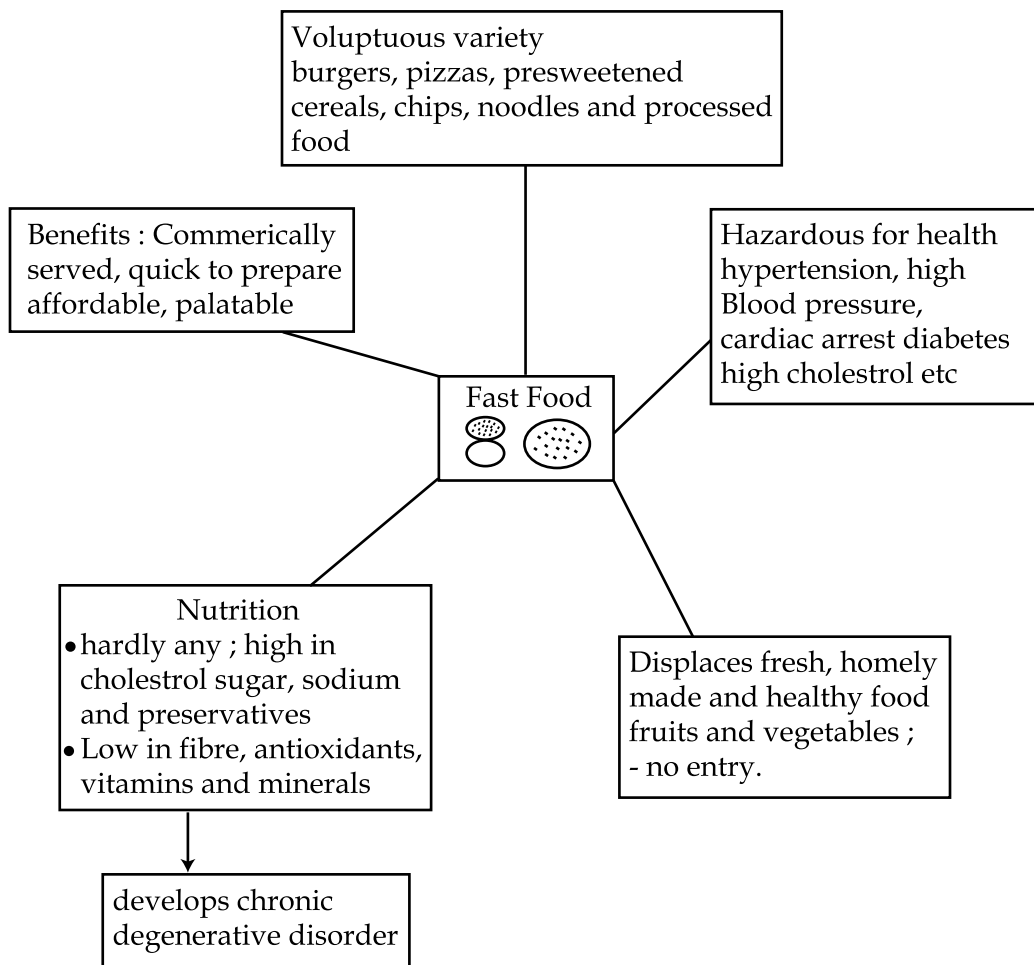 Voluptuous variety
burgers, pizzas, presweetened
cereals, chips, noodles and processed
food
Benefits : Commerically
served, quick to prepare
affordable, palatable
Hazardous for health
hypertension, high
Blood pressure,
cardiac arrest diabetes
high cholestrol etc
Fast Food
Nutrition
• hardly any ; high in
cholestrol sugar, sodium
and preservatives
• Low in fibre, antioxidants,
vitamins and minerals
Displaces fresh, homely
made and healthy food
fruits and vegetables ;
- no entry.
develops chronic
degenerative disorder